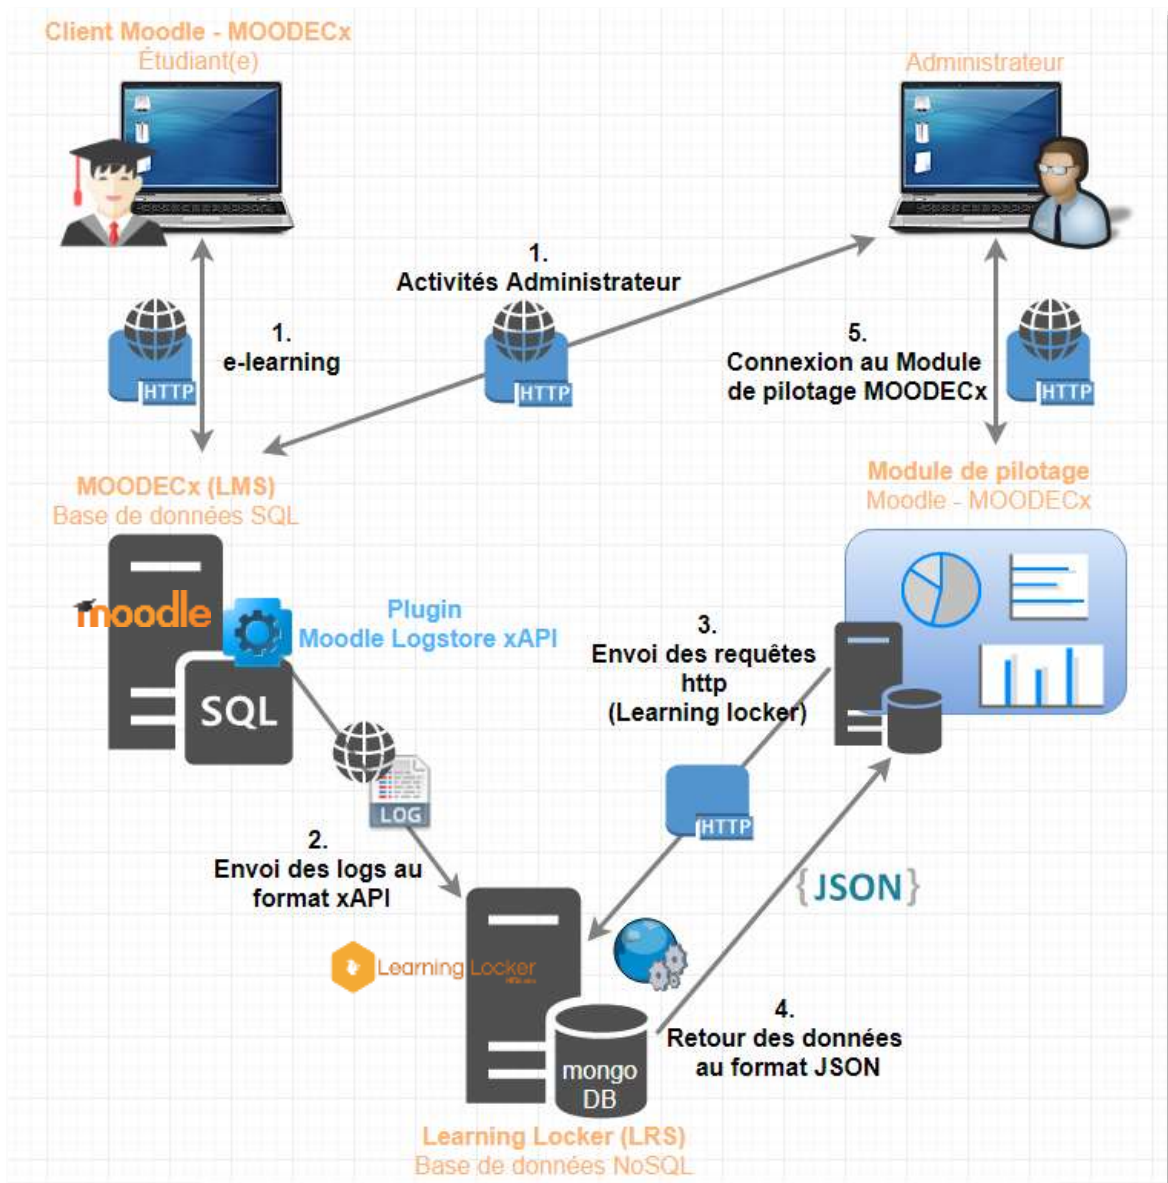 Client Moodle - MOODECx
Étudiant(e)
Administrateur
1.
Activités Administrateur
HTTP
1.
e-learning
HTTP
5.
Connexion au Module
de pilotage MOODECx
HTTP
MOODECx (LMS)
Base de données SQL
Module de pilotage
Moodle - MOODECx
moodle
SQL
Plugin
Moodle Logstore xAPI
3.
Envoi des requêtes
http
(Learning locker)
LOG
HTTP
2.
Envoi des logs au
format xAPI
{JSON}
Learning Locker
4.
Retour des données
au format JSON
mongo
DB
Learning Locker (LRS)
Base de données NoSQL